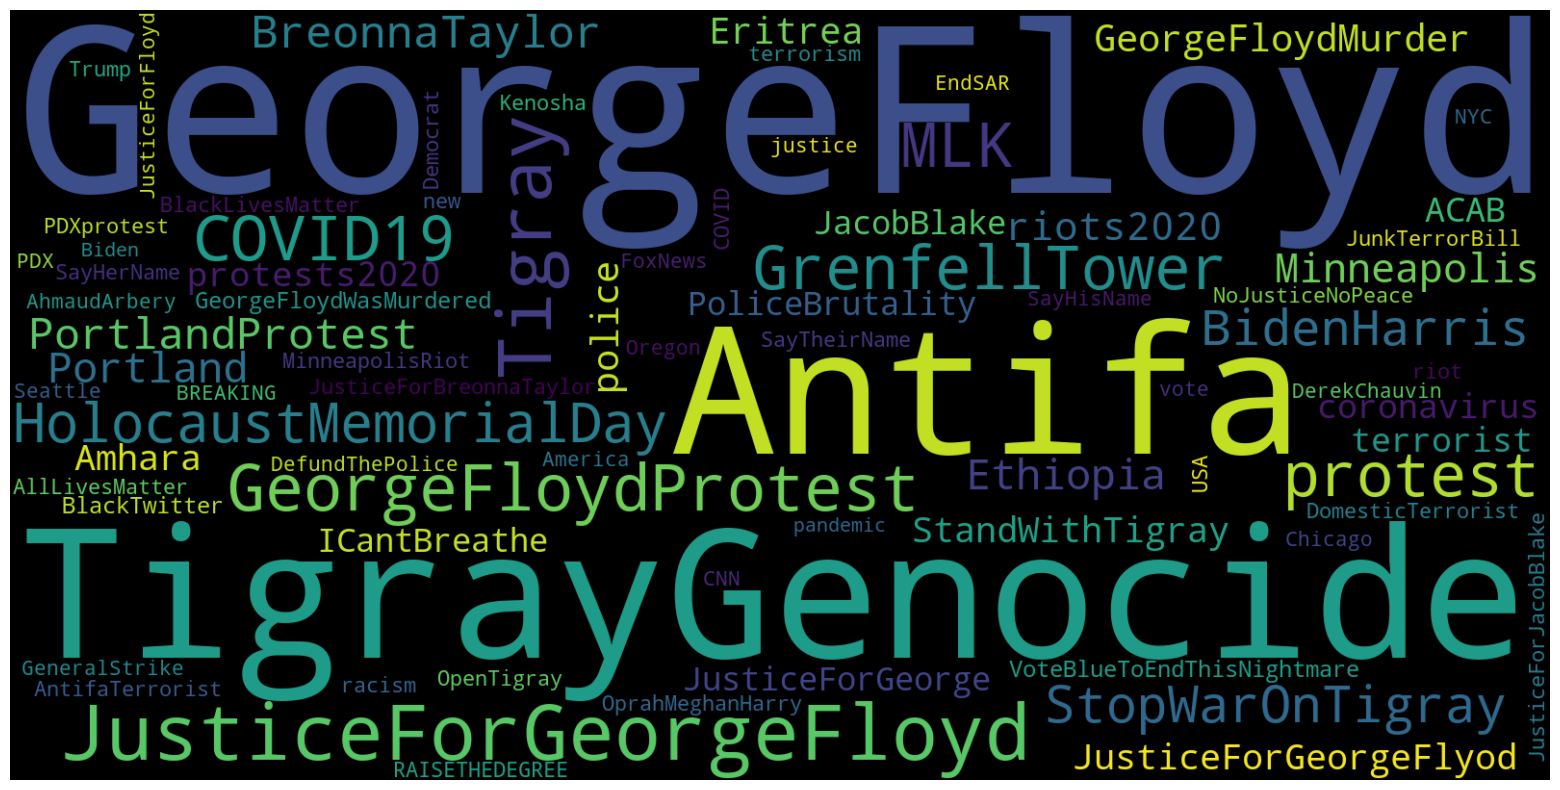 GeorgeFloyd
JusticeForFloyd
BreonnaTaylor
Eritrea
terrorism
GeorgeFloydMurder
Trump
EndSAR
Kenosha
Democrat
NYC
MLK
justice
Tigray
BlackLivesMatter
new
COVID
PDXprotest
COVID19
JacobBlake
riots2020
ACAB
JunkTerrorBill
Biden
PDX
SayHerName
protests2020
FoxNews
GrenfellTower
Minneapolis
AhmaudArbery
GeorgeFloydWasMurdered
police
PoliceBrutality
SayHisName
NoJusticeNoPeace
PortlandProtest
SayTheirName
BidenHarris
Oregon
Antifa
Portland
MinneapolisRiot
riot
Seattle
BREAKING
JusticeForBreonnaTaylor
vote
DerekChauvin
HolocaustMemorialDay
coronavirus
terrorist
Amhara
DefundThePolice
America
Ethiopia
USA
protest
AllLivesMatter
BlackTwitter
GeorgeFloydProtest
DomesticTerrorist
ICantBreathe
pandemic
StandWithTigray
Chicago
JusticeForJacobBlake
TigrayGenocide
CNN
GeneralStrike
AntifaTerrorist
racism
OpenTigray
JusticeForGeorge
VoteBlueToEndThisNightmare
OprahMeghanHarry
StopWarOnTigray
JusticeForGeorgeFloyd
JusticeForGeorgeFlyod
RAISETHEDEGREE